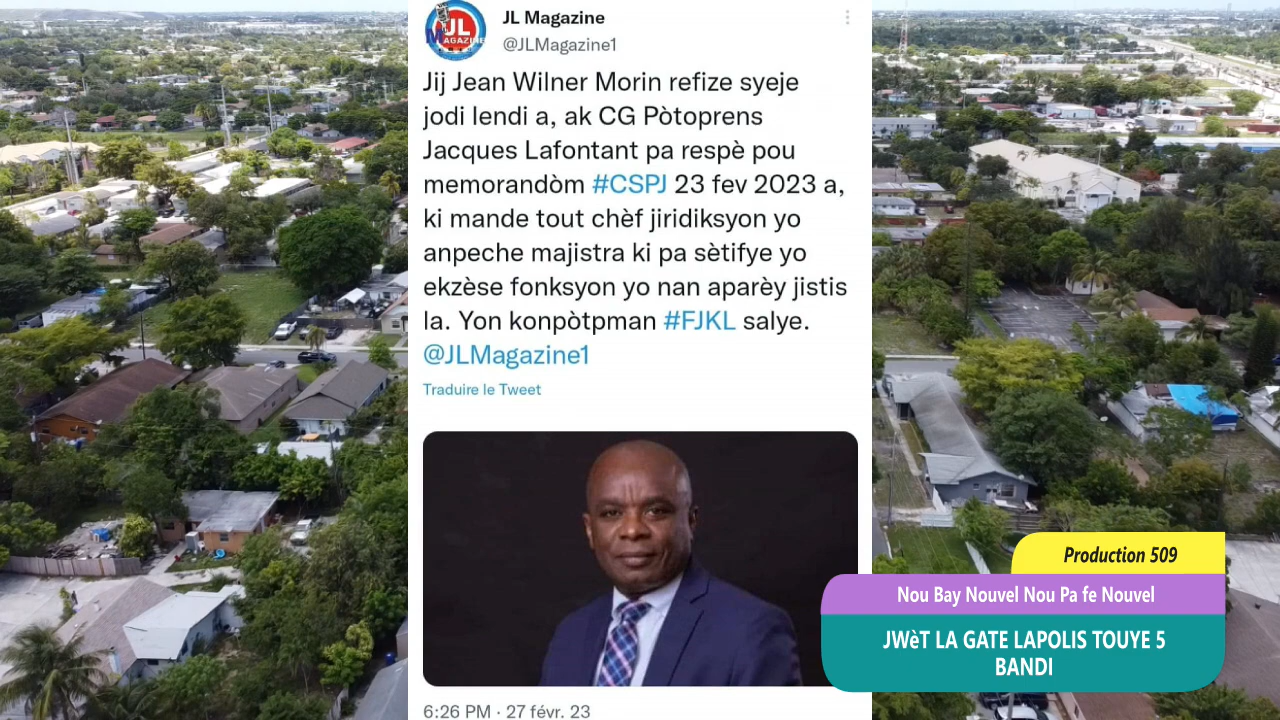 JL Magazine
@JLMagazine1
JL
MAGAZINE
Jij Jean Wilner Morin refize syeje
jodi lendi a, ak CG Pòtoprens
Jacques Lafontant pa respè pou
memorandòm #CSPJ 23 fev 2023 a,
ki mande tout chèf jiridiksyon yo
anpeche majistra ki pa sètifye yo
ekzèse fonksyon yo nan aparèy jistis
la. Yon konpòtpman #FJKL salye.
@JLMagazine1
Traduire le Tweet
6:26 PM · 27 févr. 23
Production 509
Nou Bay Nouvel Nou Pa fe Nouvel
JWèT LA GATE LAPOLIS TOUYE 5
BANDI